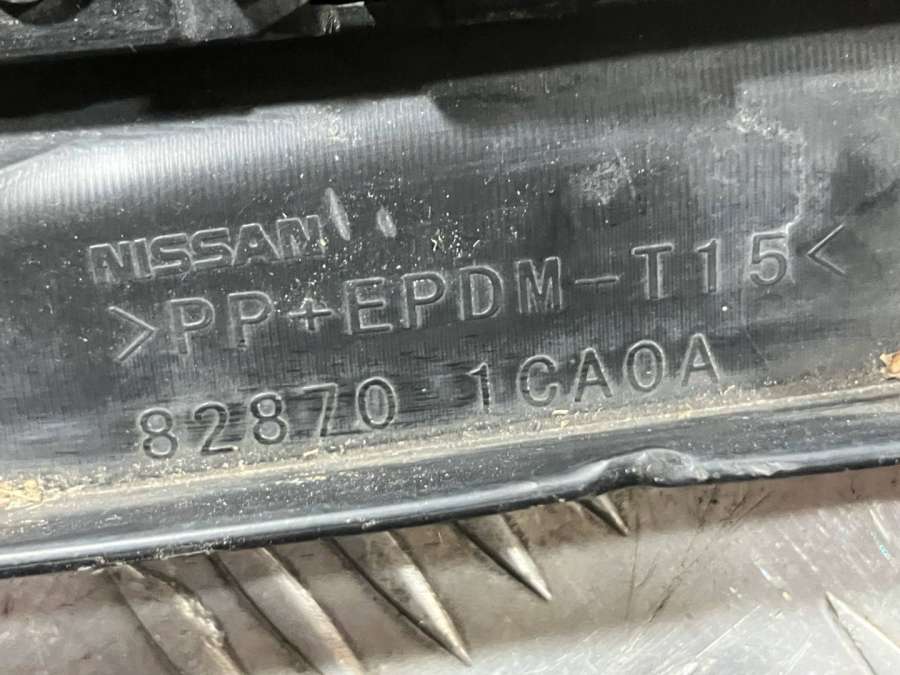 NISSAN
>PP+EPDM-T15<
82870 1CA0A